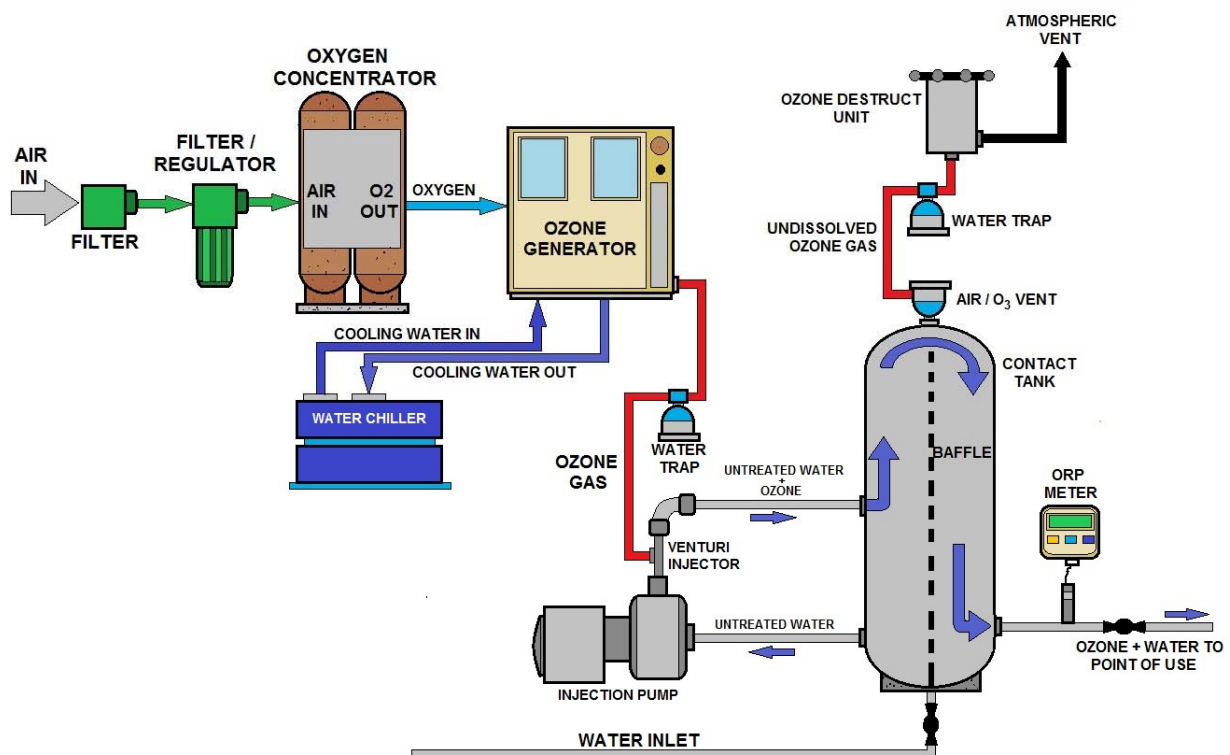 ATMOSPHERIC
VENT
OXYGEN
CONCENTRATOR
OZONE DESTRUCT
UNIT
FILTER /
REGULATOR
AIR
IN
AIR
IN
O2
OUT
OXYGEN
FILTER
OZONE
GENERATOR
WATER TRAP
UNDISSOLVED
OZONE GAS
AIR / O3 VENT
COOLING WATER IN
COOLING WATER OUT
CONTACT
TANK
WATER CHILLER
WATER
TRAP
BAFFLE
OZONE
GAS
UNTREATED WATER
+
OZONE
ORP
METER
VENTURI
INJECTOR
UNTREATED WATER
OZONE + WATER TO
POINT OF USE
INJECTION PUMP
WATER INLET